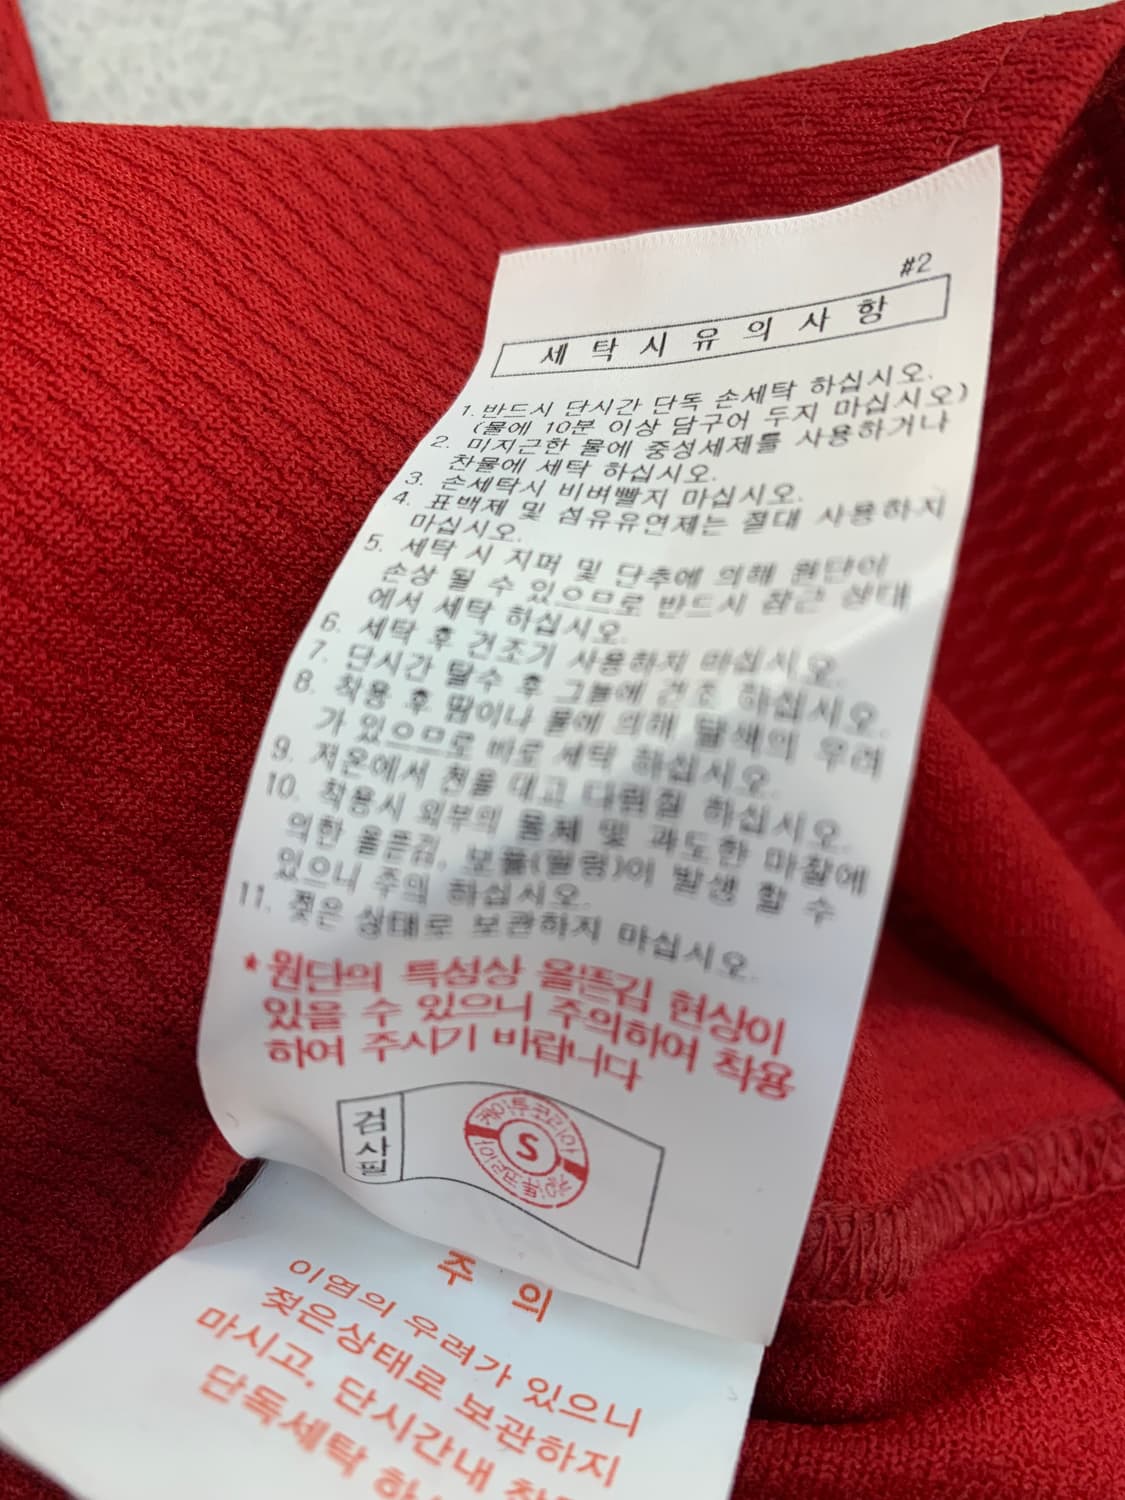 #2
세탁시유의사항
1. 반드시 단시간 단독 손세탁 하십시오.
(물에 10분 이상 담구어 두지 마십시오)
2. 미지근한 물에 중성세제를 사용하거나
찬물에 세탁 하십시오.
3. 손세탁시 비벼빨지 마십시오.
4. 표백제 및 섬유유연제는 절대 사용하지
마십시오.
5. 세탁 시 지퍼 및 단추에 의해 원단이
손상 될 수 있으므로 반드시 잠근 상태
에서 세탁 하십시오.
6. 세탁 후 건조기 사용하지 마십시오.
7. 단시간 탈수 후 그늘에 건조 하십시오.
8. 착용 후 땀이나 물에 의해 탈색의 우려
가 있으므로 바로 세탁 하십시오.
9. 저온에서 천을 대고 다림질 하십시오.
10. 착용시 외부의 물체 및 과도한 마찰에
의한 올뜯김, 보풀(필링)이 발생 할 수
있으니 주의 하십시오.
11. 젖은 상태로 보관하지 마십시오.
*원단의 특성상 올뜯김 현상이
있을 수 있으니 주의하여 착용
하여 주시기 바랍니다
검사필
케이투코리아
S
주 의
이염의 우려가 있으니
젖은상태로 보관하지
마시고, 단시간내
단독세탁